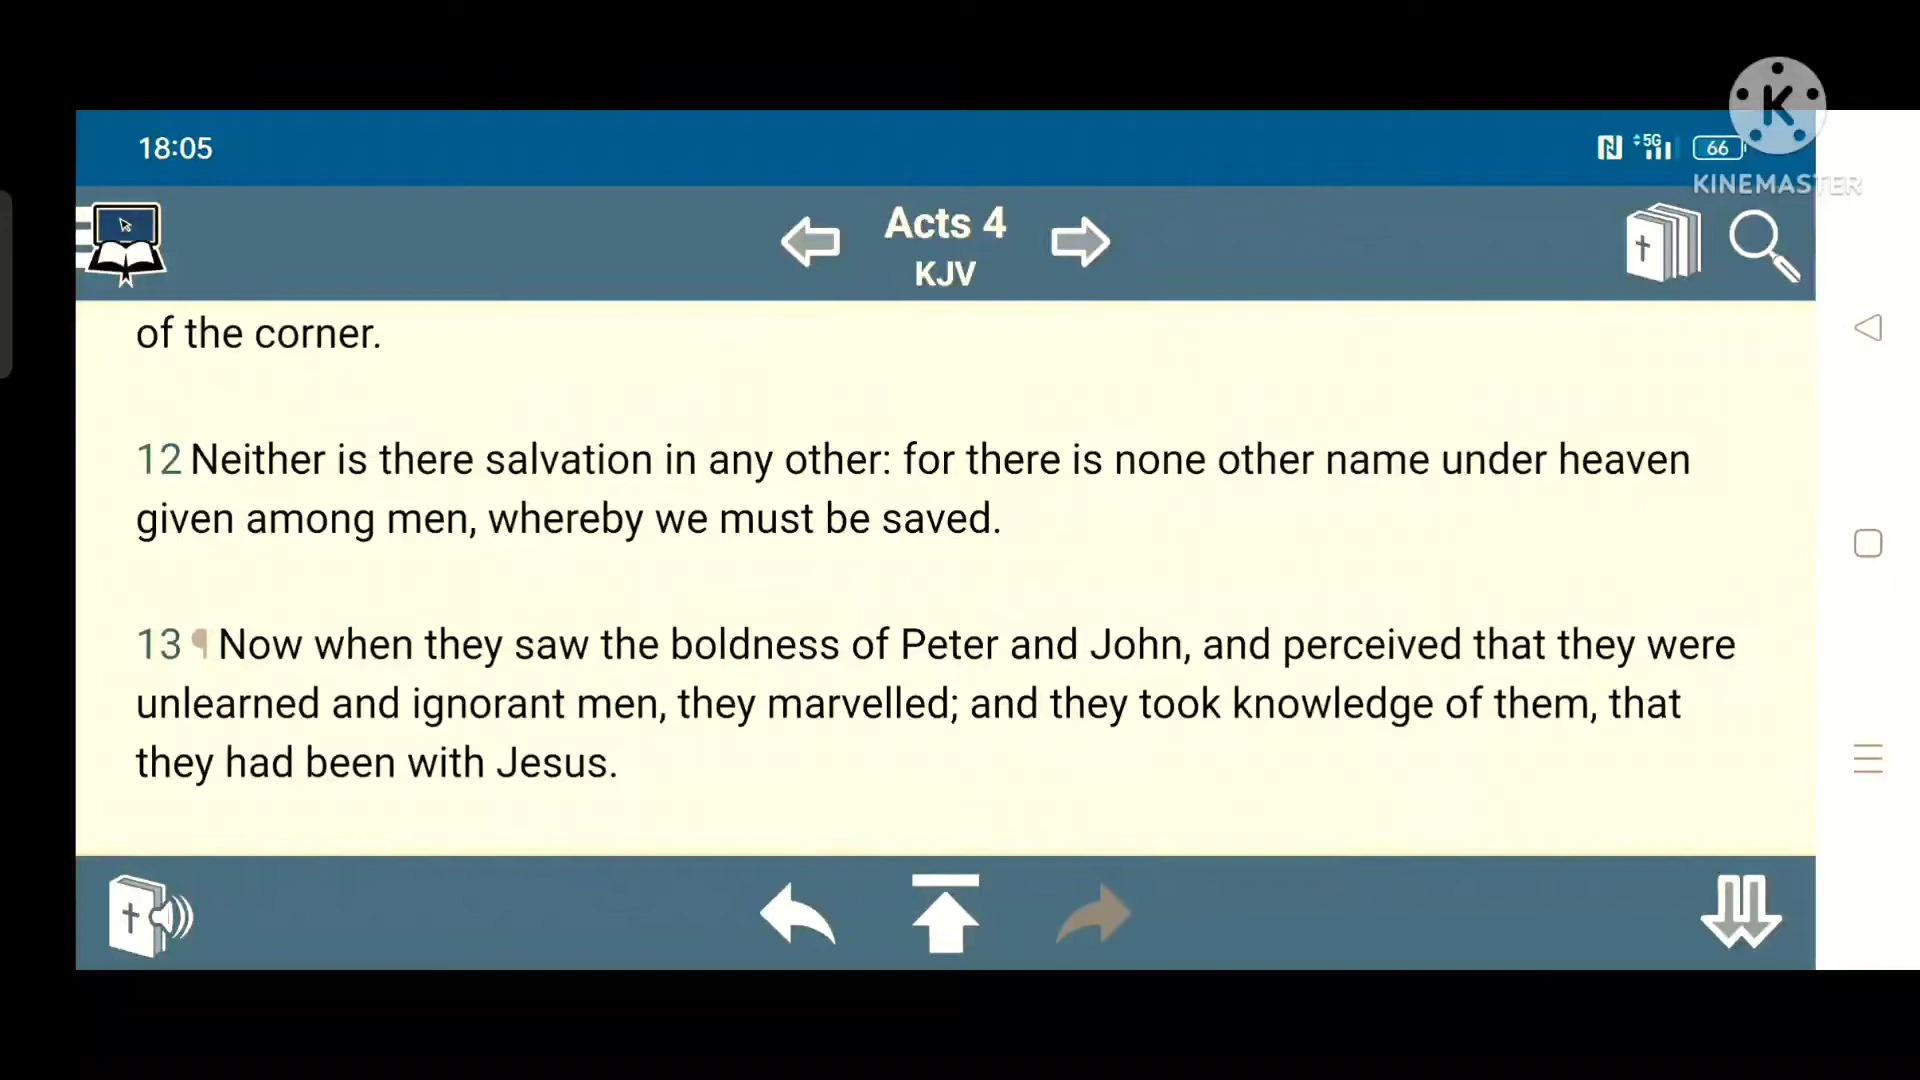 18:05
5G
66
K
KINEMASTER
Acts 4
KJV
of the corner.
12 Neither is there salvation in any other: for there is none other name under heaven
given among men, whereby we must be saved.
13 ¶ Now when they saw the boldness of Peter and John, and perceived that they were
unlearned and ignorant men, they marvelled; and they took knowledge of them, that
they had been with Jesus.